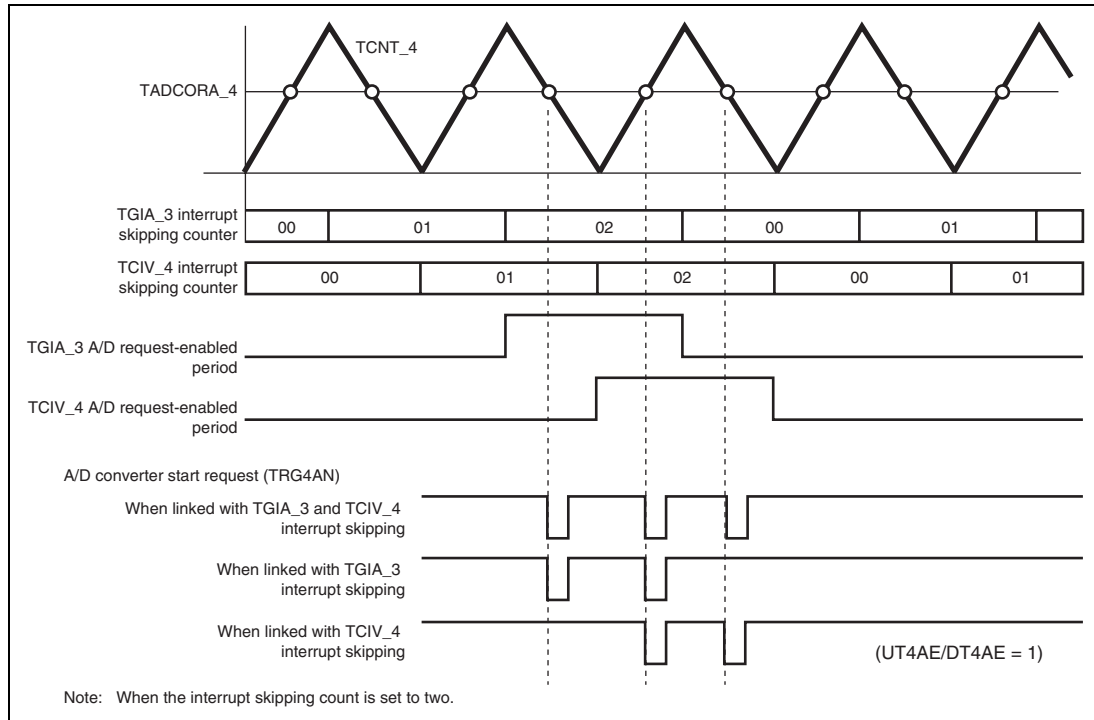 TCNT_4
TADCORA_4
TGIA_3 interrupt
skipping counter
00 01 02 00 01
TCIV_4 interrupt
skipping counter
00 01 02 00 01
TGIA_3 A/D request-enabled
period
TCIV_4 A/D request-enabled
period
A/D converter start request (TRG4AN)
When linked with TGIA_3 and TCIV_4
interrupt skipping
When linked with TGIA_3
interrupt skipping
When linked with TCIV_4
interrupt skipping
(UT4AE/DT4AE = 1)
Note: When the interrupt skipping count is set to two.